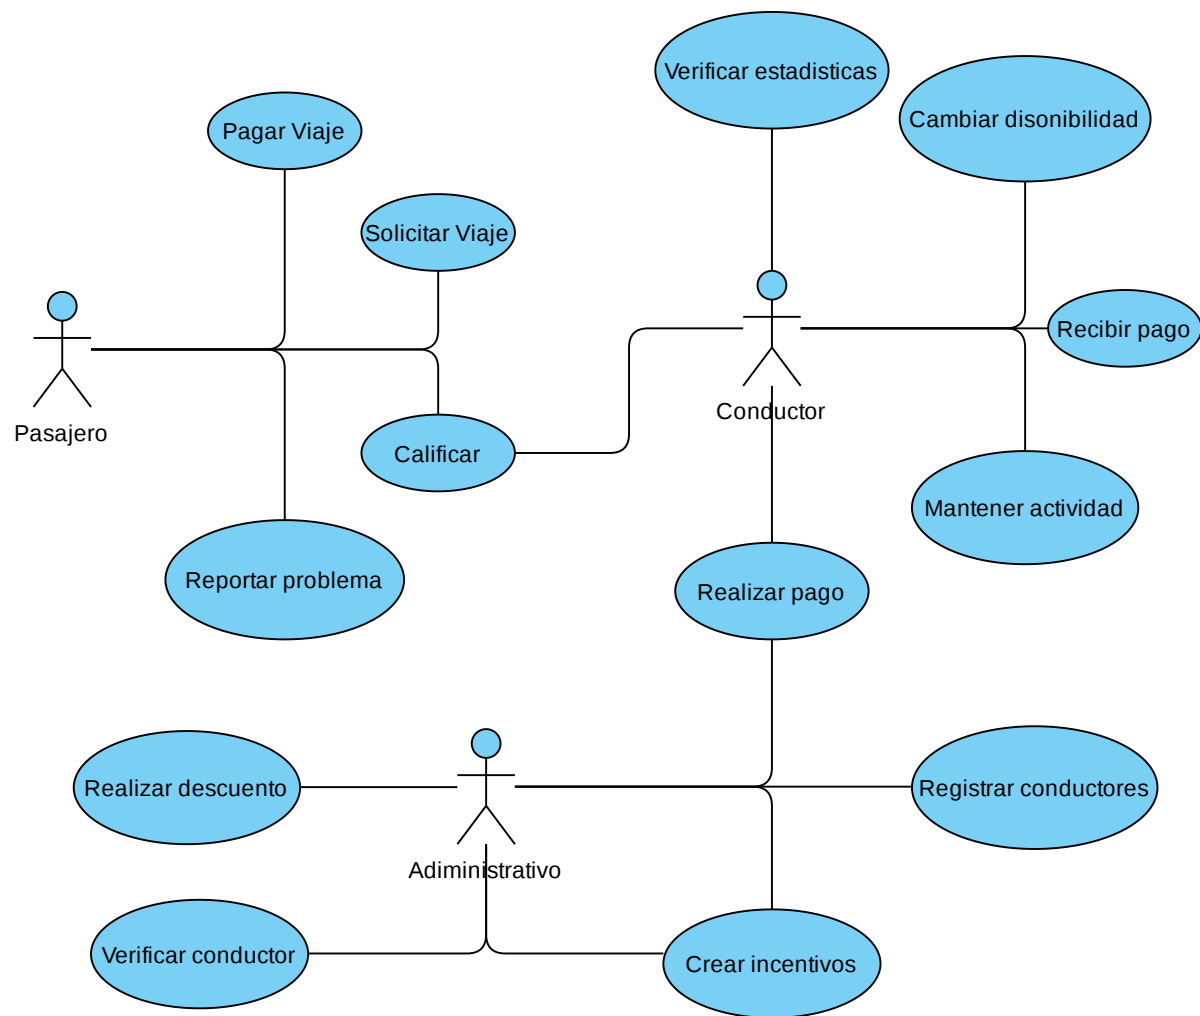 Verificar estadisticas
Cambiar disonibilidad
Pagar Viaje
Solicitar Viaje
Recibir pago
Conductor
Pasajero
Calificar
Mantener actividad
Reportar problema
Realizar pago
Realizar descuento
Registrar conductores
Adiministrativo
Verificar conductor
Crear incentivos